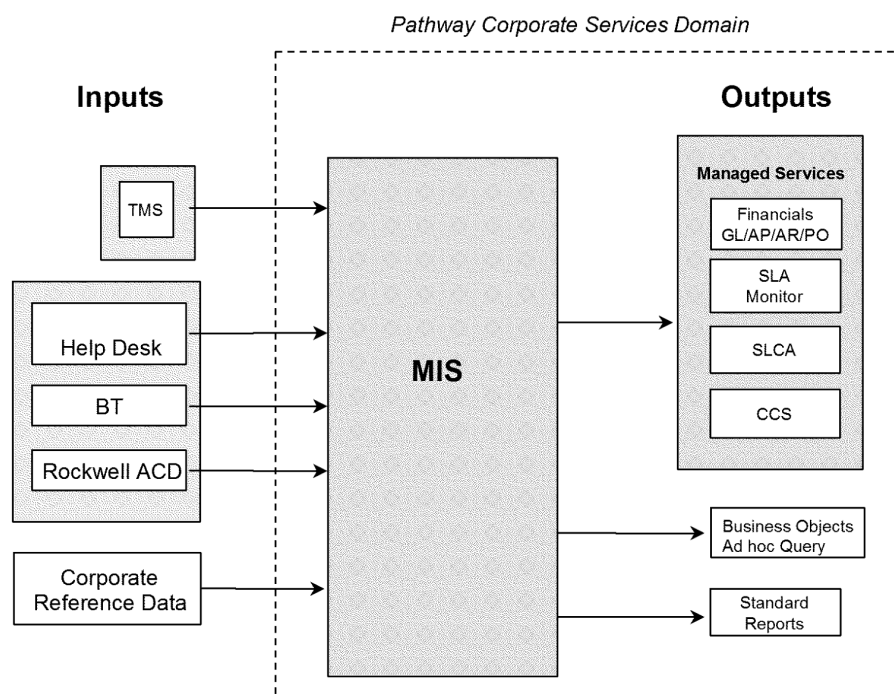 Pathway Corporate Services Domain
Inputs
Outputs
TMS
Help Desk
BT
Rockwell ACD
Corporate
Reference Data
MIS
Managed Services
Financials
GL/AP/AR/PO
SLA
Monitor
SLCA
CCS
Business Objects
Ad hoc Query
Standard
Reports